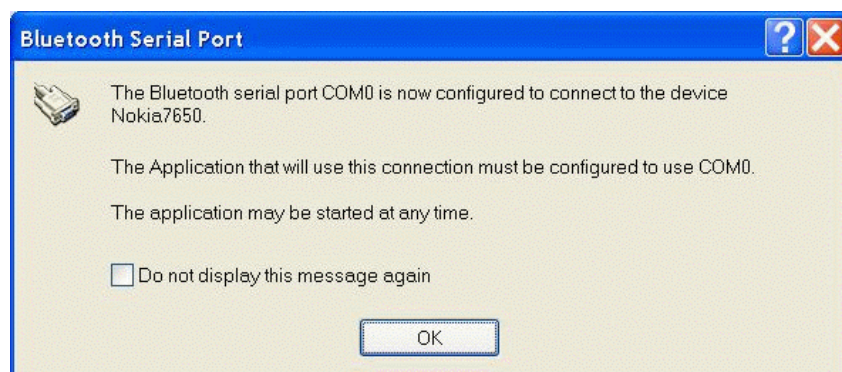 Bluetooth Serial Port
The Bluetooth serial port COM0 is now configured to connect to the device
Nokia7650.
The Application that will use this connection must be configured to use COM0.
The application may be started at any time.
Do not display this message again
OK